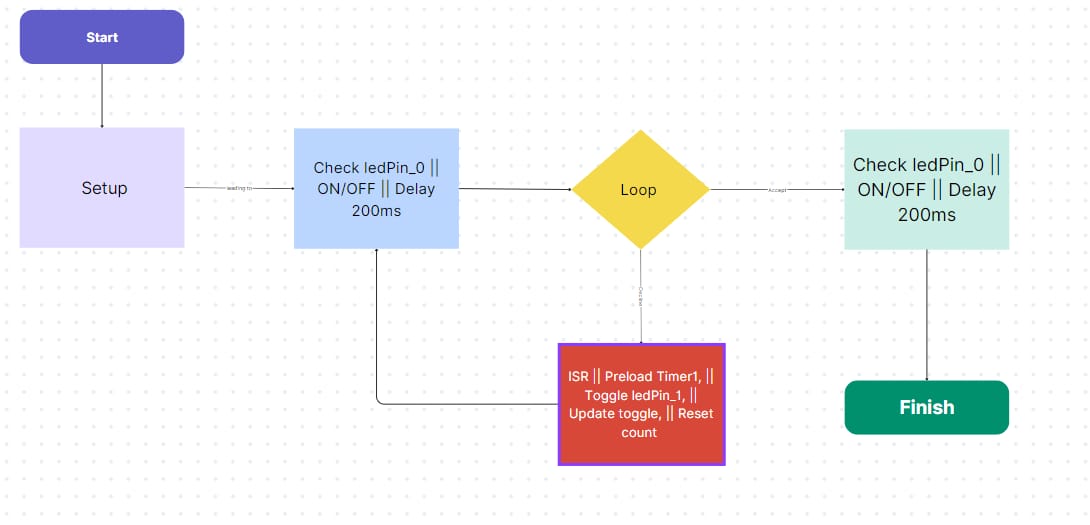 Start
Setup
leading to
Check ledPin_0 ||
ON/OFF || Delay
200ms
Loop
Accept
Check ledPin_0 ||
ON/OFF || Delay
200ms
ISR || Preload Timer1, ||
Toggle ledPin_1, ||
Update toggle, || Reset
count
Finish